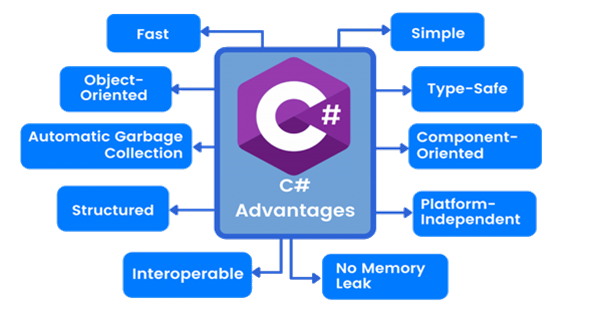 Fast
Simple
Object-
Oriented
Type-Safe
Automatic Garbage
Collection
Component-
Oriented
C#
C#
Advantages
Structured
Platform-
Independent
Interoperable
No Memory
Leak